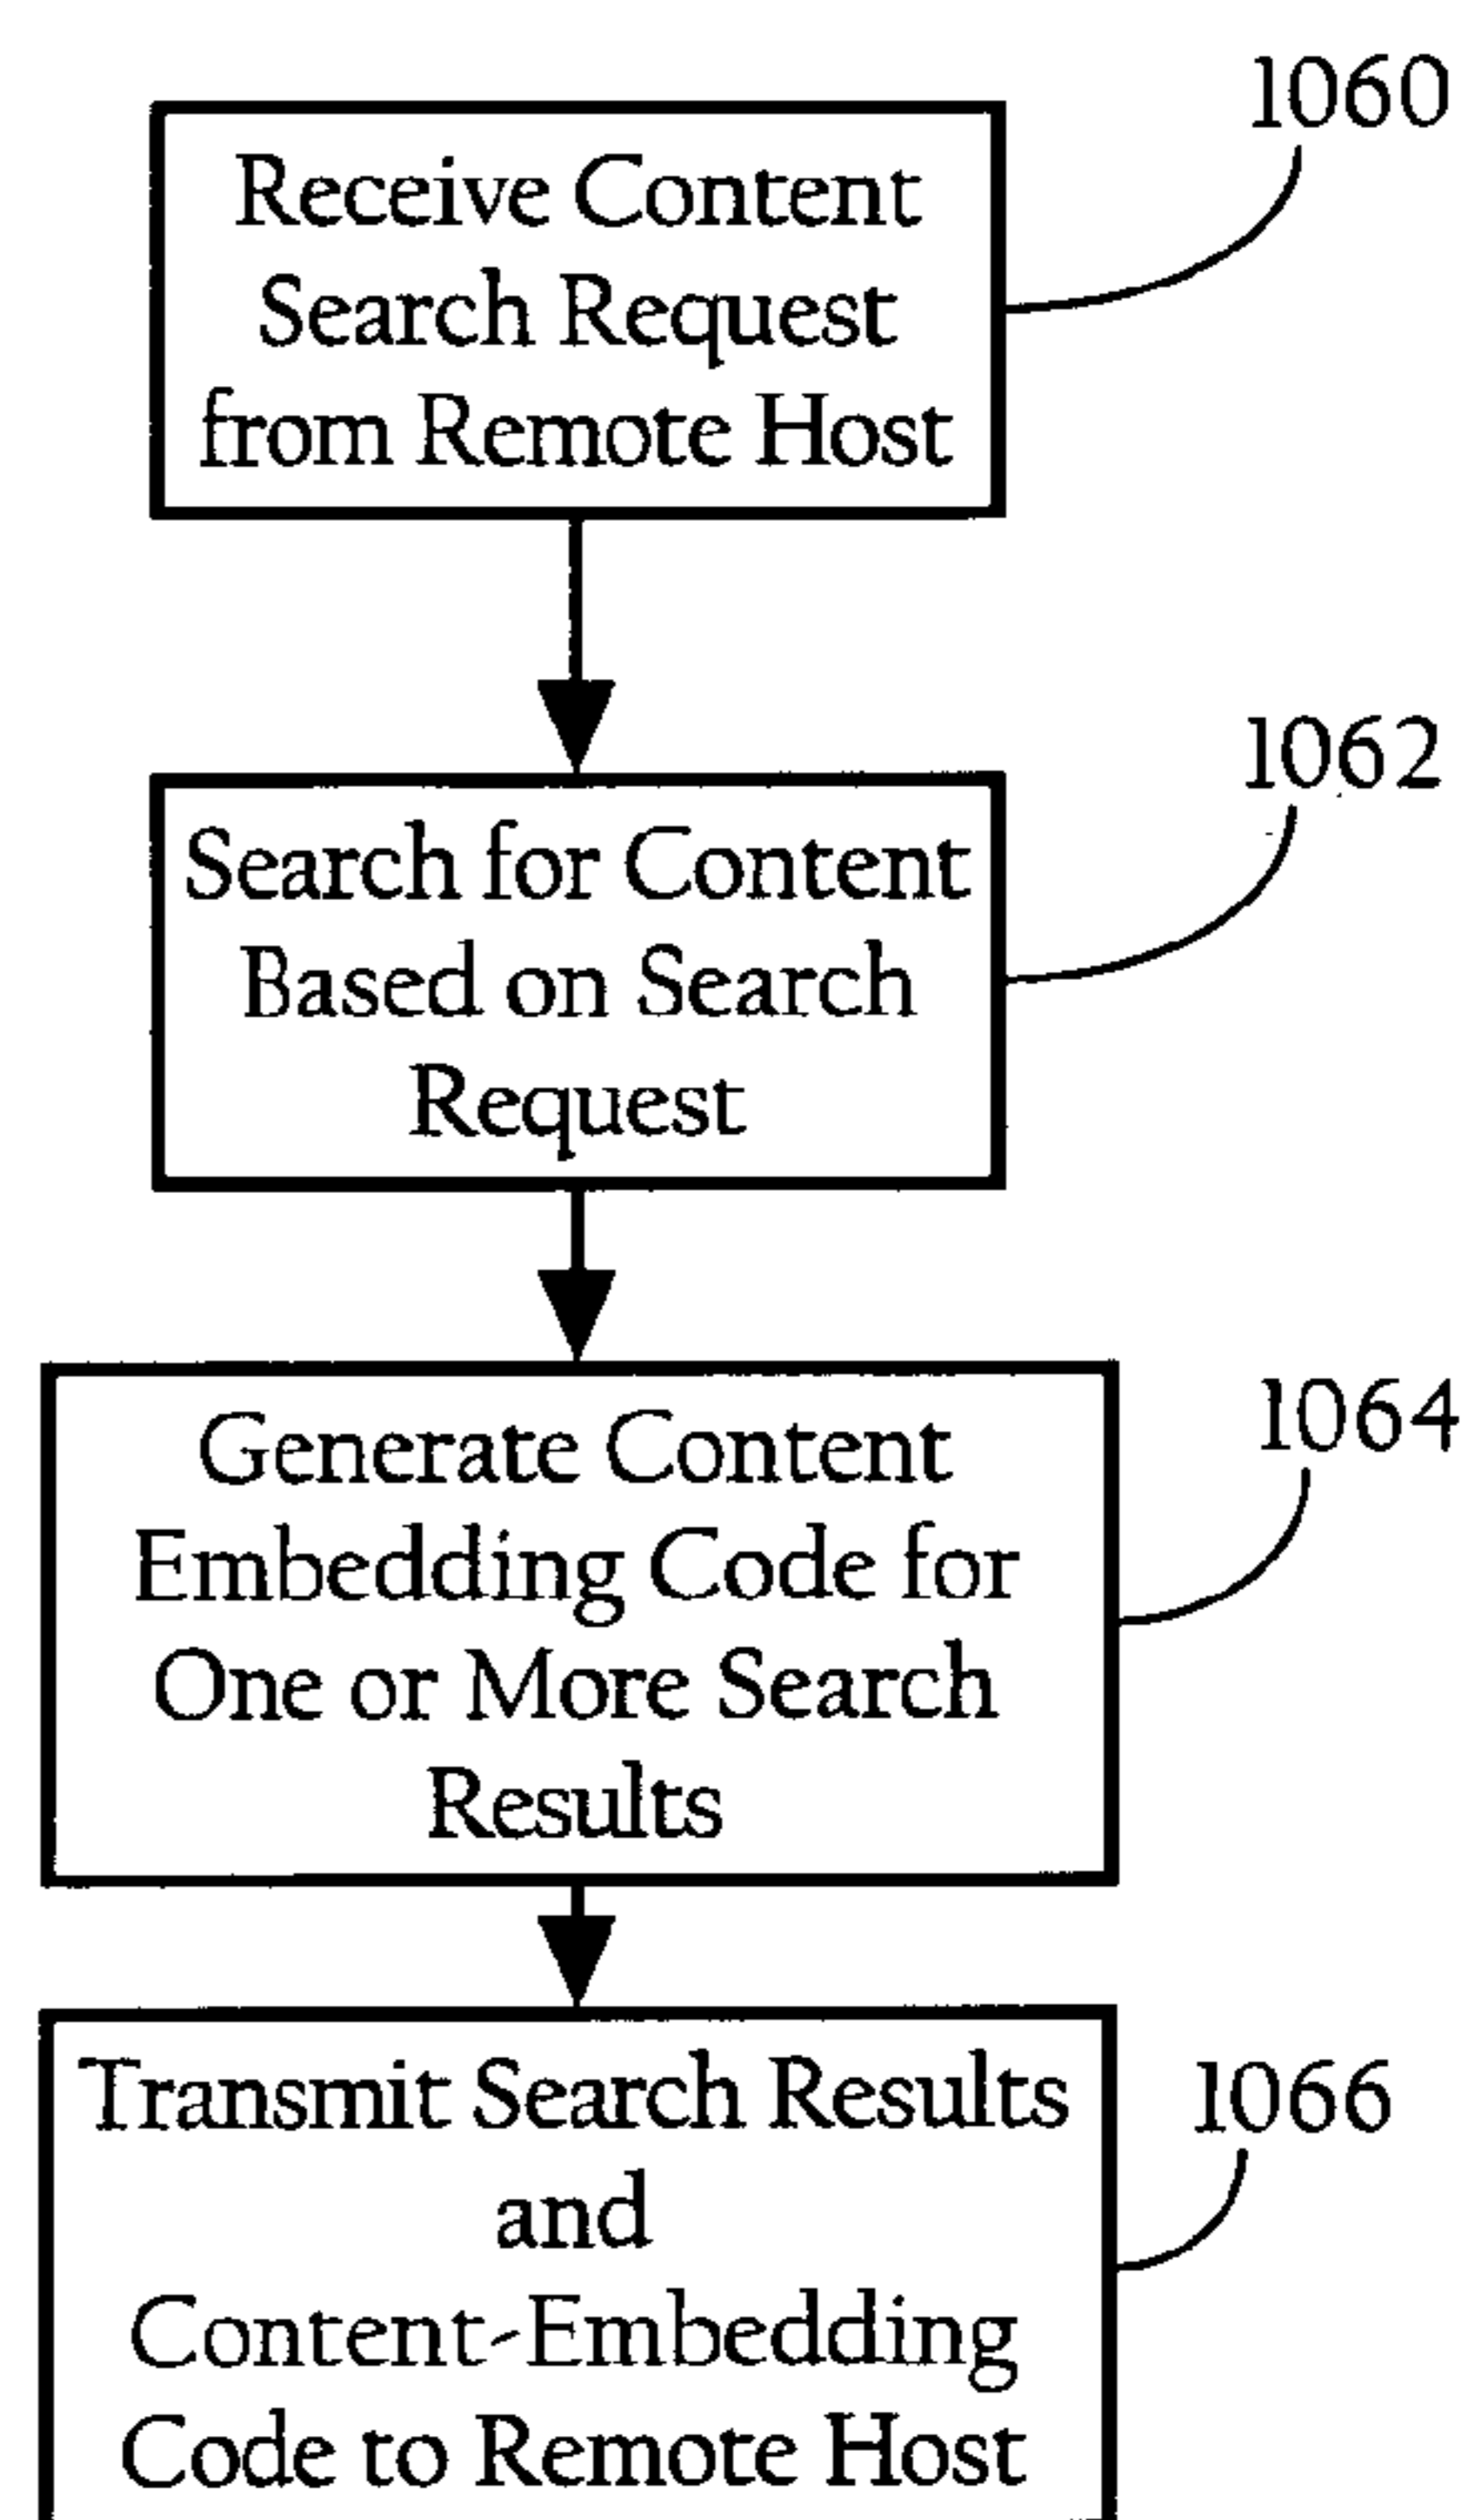 1060
Receive Content
Search Request
from Remote Host
1062
Search for Content
Based on Search
Request
1064
Generate Content
Embedding Code for
One or More Search
Results
1066
Transmit Search Results
and
Content-Embedding
Code to Remote Host